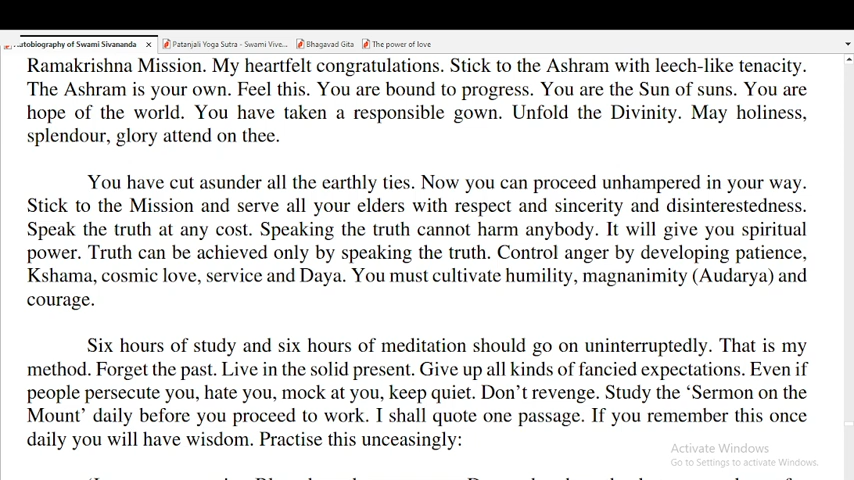 Autobiography of Swami Sivananda × Patanjali Yoga Sutra - Swami Vive... Bhagavad Gita The power of love
Ramakrishna Mission. My heartfelt congratulations. Stick to the Ashram with leech-like tenacity.
The Ashram is your own. Feel this. You are bound to progress. You are the Sun of suns. You are
hope of the world. You have taken a responsible gown. Unfold the Divinity. May holiness,
splendour, glory attend on thee.
You have cut asunder all the earthly ties. Now you can proceed unhampered in your way.
Stick to the Mission and serve all your elders with respect and sincerity and disinterestedness.
Speak the truth at any cost. Speaking the truth cannot harm anybody. It will give you spiritual
power. Truth can be achieved only by speaking the truth. Control anger by developing patience,
Kshama, cosmic love, service and Daya. You must cultivate humility, magnanimity (Audarya) and
courage.
Six hours of study and six hours of meditation should go on uninterruptedly. That is my
method. Forget the past. Live in the solid present. Give up all kinds of fancied expectations. Even if
people persecute you, hate you, mock at you, keep quiet. Don’t revenge. Study the ‘Sermon on the
Mount’ daily before you proceed to work. I shall quote one passage. If you remember this once
daily you will have wisdom. Practise this unceasingly:
Activate Windows
Go to Settings to activate Windows.